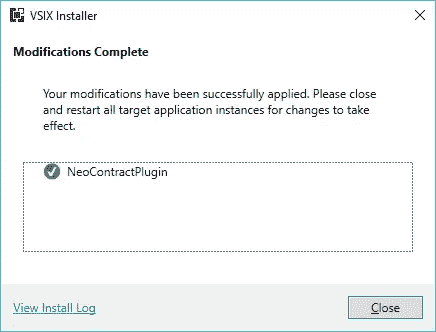 VSIX Installer
Modifications Complete
Your modifications have been successfully applied. Please close
and restart all target application instances for changes to take
effect.
NeoContractPlugin
View Install Log
Close